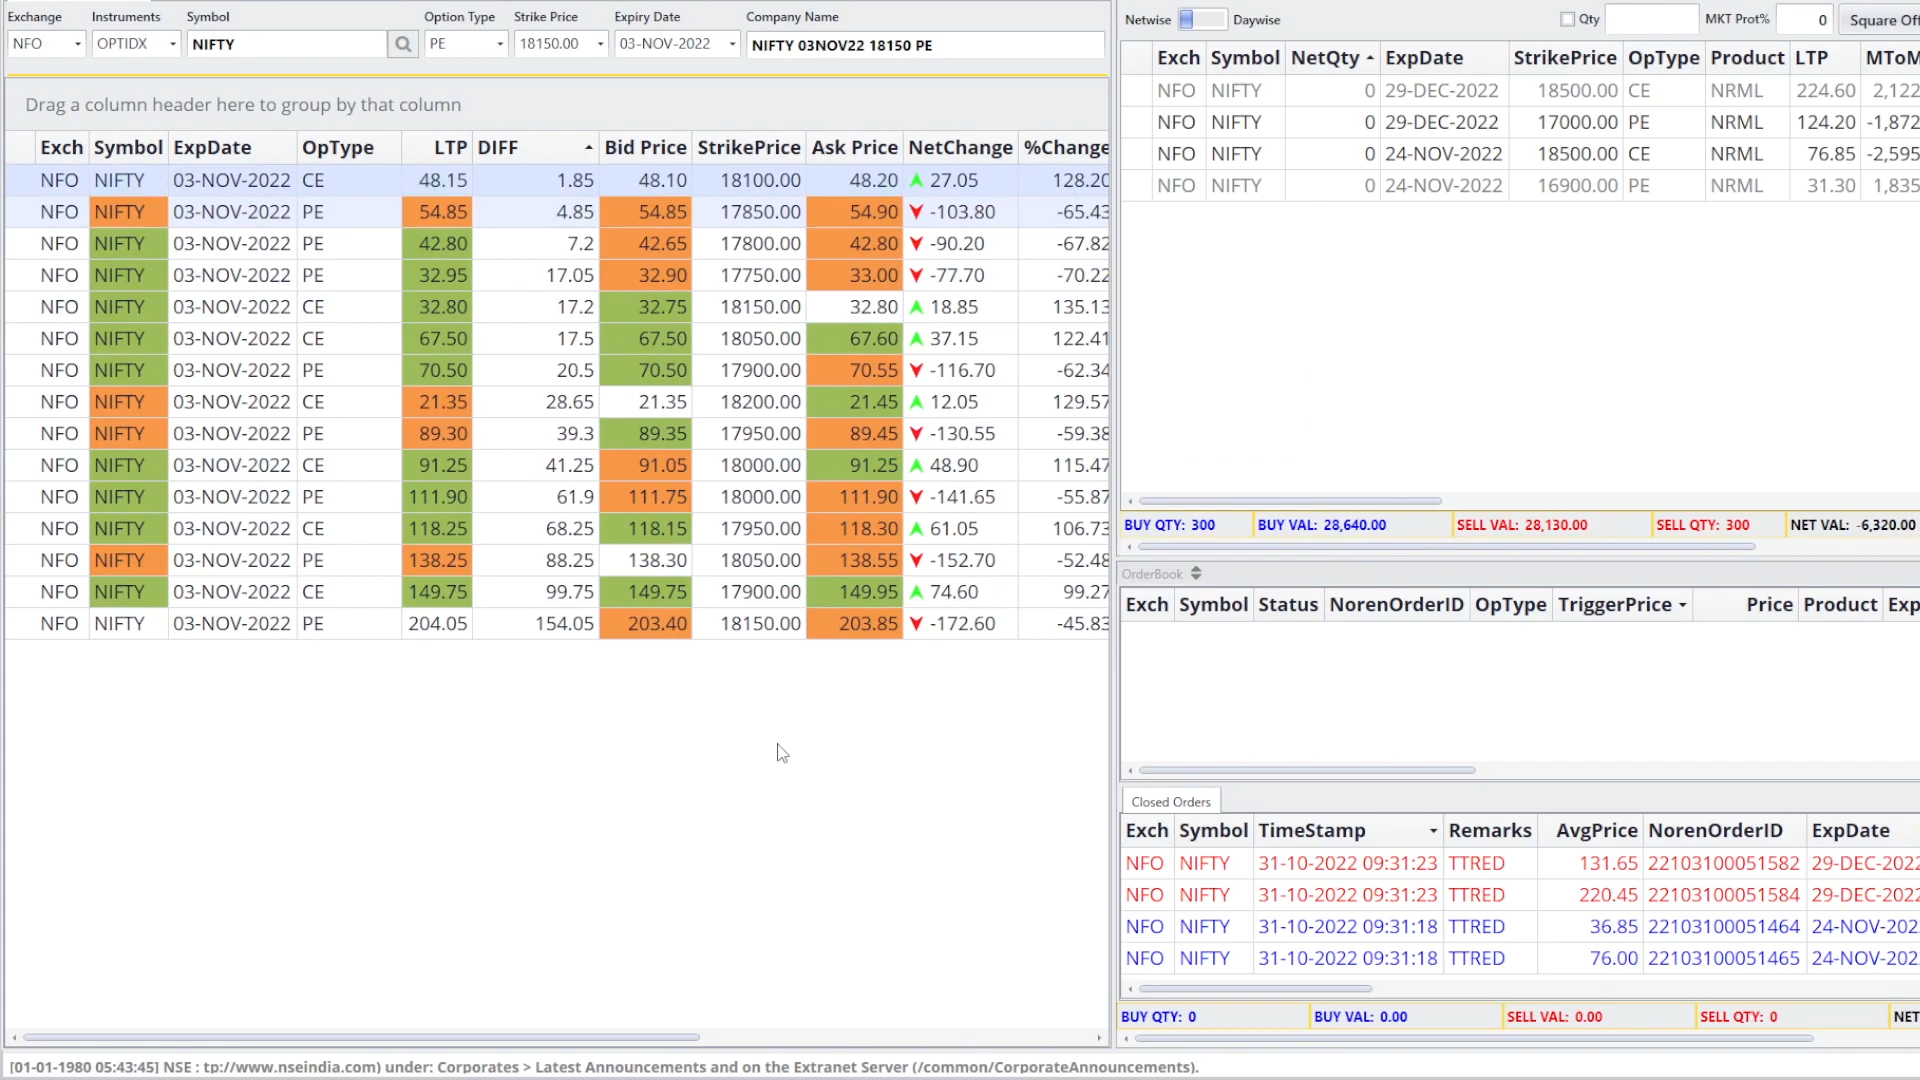 Exchange Instruments Symbol Option Type Strike Price Expiry Date Company Name
NFO OPTIDX NIFTY PE 18150.00 03-NOV-2022 NIFTY 03NOV22 18150 PE
Drag a column header here to group by that column
Exch Symbol ExpDate OpType LTP DIFF Bid Price StrikePrice Ask Price NetChange %Change
NFO NIFTY 03-NOV-2022 CE 48.15 1.85 48.10 18100.00 48.20 27.05 128.20
NFO NIFTY 03-NOV-2022 PE 54.85 4.85 54.85 17850.00 54.90 -103.80 -65.43
NFO NIFTY 03-NOV-2022 PE 42.80 7.2 42.65 17800.00 42.80 -90.20 -67.82
NFO NIFTY 03-NOV-2022 PE 32.95 17.05 32.90 17750.00 33.00 -77.70 -70.22
NFO NIFTY 03-NOV-2022 CE 32.80 17.2 32.75 18150.00 32.80 18.85 135.13
NFO NIFTY 03-NOV-2022 CE 67.50 17.5 67.50 18050.00 67.60 37.15 122.41
NFO NIFTY 03-NOV-2022 PE 70.50 20.5 70.50 17900.00 70.55 -116.70 -62.34
NFO NIFTY 03-NOV-2022 CE 21.35 28.65 21.35 18200.00 21.45 12.05 129.57
NFO NIFTY 03-NOV-2022 PE 89.30 39.3 89.35 17950.00 89.45 -130.55 -59.38
NFO NIFTY 03-NOV-2022 CE 91.25 41.25 91.05 18000.00 91.25 48.90 115.47
NFO NIFTY 03-NOV-2022 PE 111.90 61.9 111.75 18000.00 111.90 -141.65 -55.87
NFO NIFTY 03-NOV-2022 CE 118.25 68.25 118.15 17950.00 118.30 61.05 106.73
NFO NIFTY 03-NOV-2022 PE 138.25 88.25 138.30 18050.00 138.55 -152.70 -52.48
NFO NIFTY 03-NOV-2022 CE 149.75 99.75 149.75 17900.00 149.95 74.60 99.27
NFO NIFTY 03-NOV-2022 PE 204.05 154.05 203.40 18150.00 203.85 -172.60 -45.83
Netwise Daywise Qty MKT Prot% 0 Square Off
Exch Symbol NetQty ExpDate StrikePrice OpType Product LTP MToM
NFO NIFTY 0 29-DEC-2022 18500.00 CE NRML 224.60 2,122
NFO NIFTY 0 29-DEC-2022 17000.00 PE NRML 124.20 -1,872
NFO NIFTY 0 24-NOV-2022 18500.00 CE NRML 76.85 -2,595
NFO NIFTY 0 24-NOV-2022 16900.00 PE NRML 31.30 1,835
BUY QTY: 300 BUY VAL: 28,640.00 SELL VAL: 28,130.00 SELL QTY: 300 NET VAL: -6,320.00
OrderBook
Exch Symbol Status NorenOrderID OpType TriggerPrice Price Product Exp
Closed Orders
Exch Symbol TimeStamp Remarks AvgPrice NorenOrderID ExpDate
NFO NIFTY 31-10-2022 09:31:23 TTRED 131.65 22103100051582 29-DEC-2022
NFO NIFTY 31-10-2022 09:31:23 TTRED 220.45 22103100051584 29-DEC-2022
NFO NIFTY 31-10-2022 09:31:18 TTRED 36.85 22103100051464 24-NOV-202
NFO NIFTY 31-10-2022 09:31:18 TTRED 76.00 22103100051465 24-NOV-202
BUY QTY: 0 BUY VAL: 0.00 SELL VAL: 0.00 SELL QTY: 0 NET
[01-01-1980 05:43:45] NSE : tp://www.nseindia.com) under: Corporates > Latest Announcements and on the Extranet Server (/common/CorporateAnnouncements).